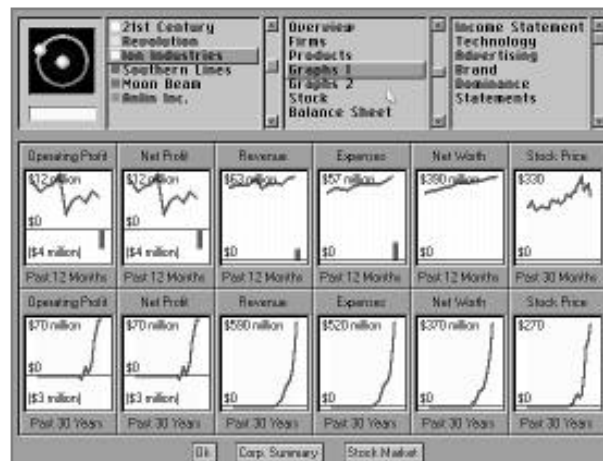 21st Century
Revolution
Ion Industries
Southern Lines
Moon Beam
Anlin Inc.
Overview
Firms
Products
Graphs 1
Graphs 2
Stock
Balance Sheet
Income Statement
Technology
Advertising
Brand
Dominance
Statements
Operating Profit Net Profit Revenue Expenses Net Worth Stock Price
$12 million $12 million $63 million $57 million $390 million $330
$0 $0 $0 $0 $0 $0
($4 million) ($4 million)
Past 12 Months Past 12 Months Past 12 Months Past 12 Months Past 12 Months Past 30 Months
Operating Profit Net Profit Revenue Expenses Net Worth Stock Price
$70 million $70 million $590 million $520 million $370 million $270
$0 $0 $0 $0 $0 $0
($3 million) ($3 million)
Past 30 Years Past 30 Years Past 30 Years Past 30 Years Past 30 Years Past 30 Years
Ok Corp. Summary Stock Market